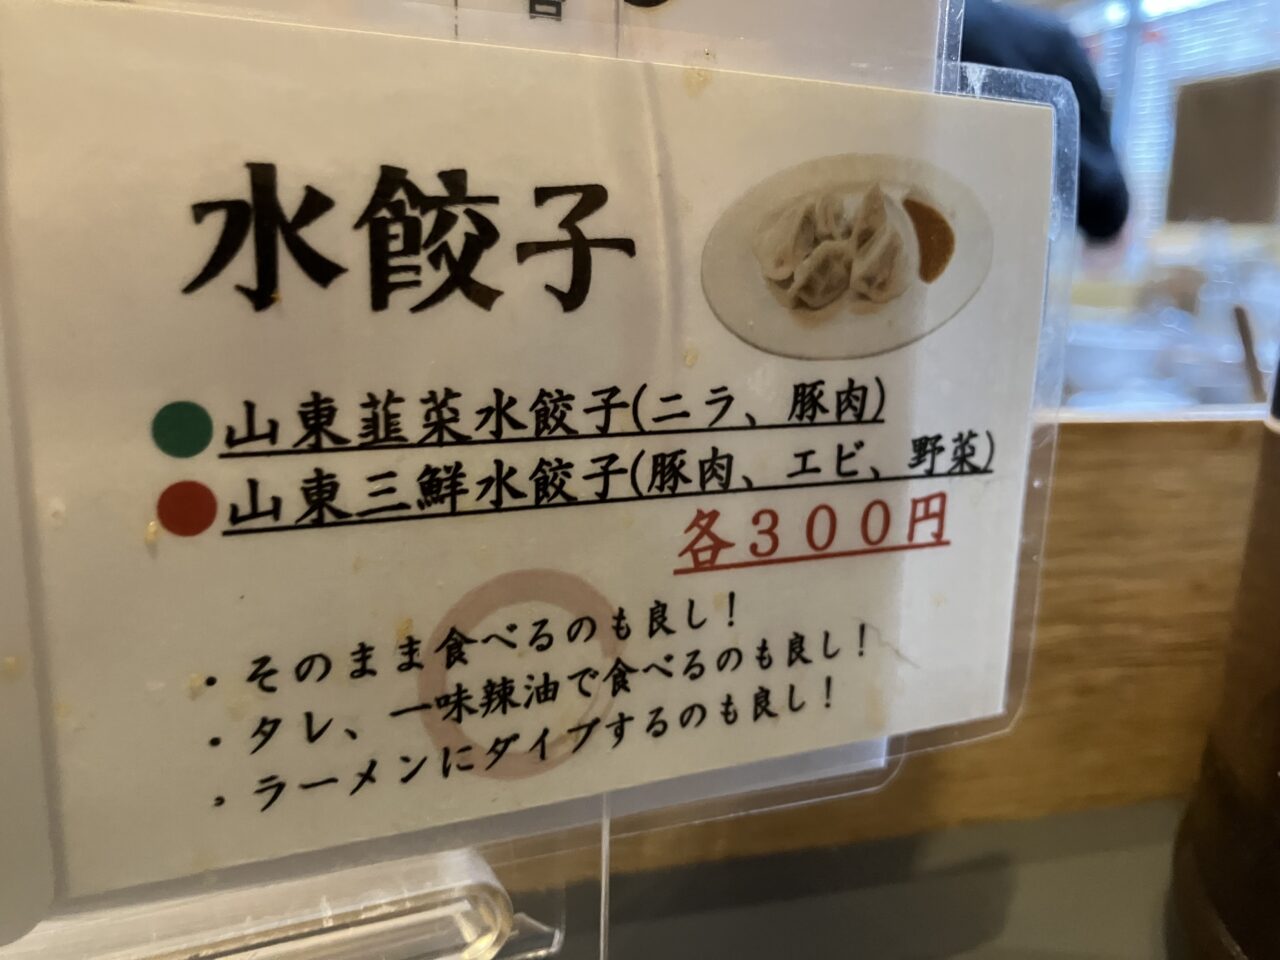 水餃子
山東韮菜水餃子(ニラ、豚肉)
山東三鮮水餃子(豚肉、エビ、野菜)
各300円
・そのまま食べるのも良し!
・タレ、一味辣油で食べるのも良し!
・ラーメンにダイブするのも良し!